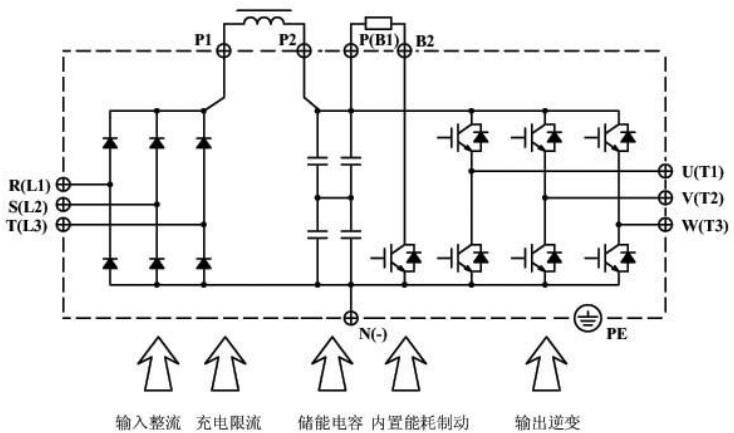 P1 P2 P(B1) B2
R(L1)
S(L2)
T(L3)
U(T1)
V(T2)
W(T3)
N(-)
PE
输入整流 充电限流 储能电容 内置能耗制动 输出逆变